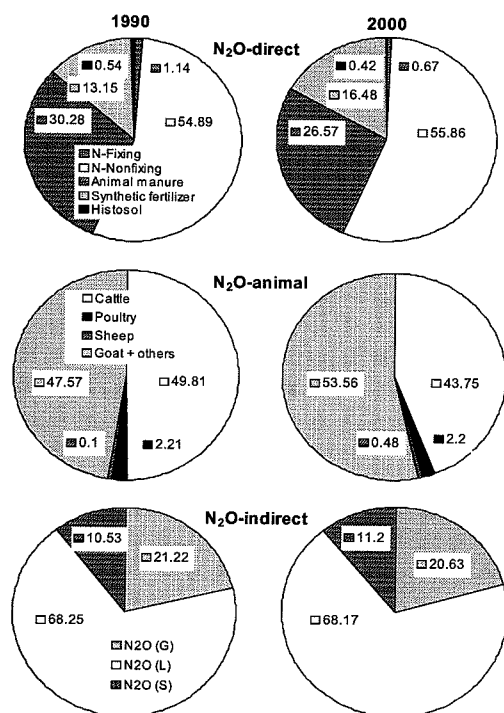 1990
2000
N₂O-direct
0.54
1.14
13.15
30.28
54.89
N-Fixing
N-Nonfixing
Animal manure
Synthetic fertilizer
Histosol
0.42
0.67
16.48
26.57
55.86
N₂O-animal
Cattle
Poultry
Sheep
Goat + others
47.57
49.81
0.1
2.21
53.56
43.75
0.48
2.2
N₂O-indirect
10.53
21.22
68.25
N2O (G)
N2O (L)
N2O (S)
11.2
20.63
68.17